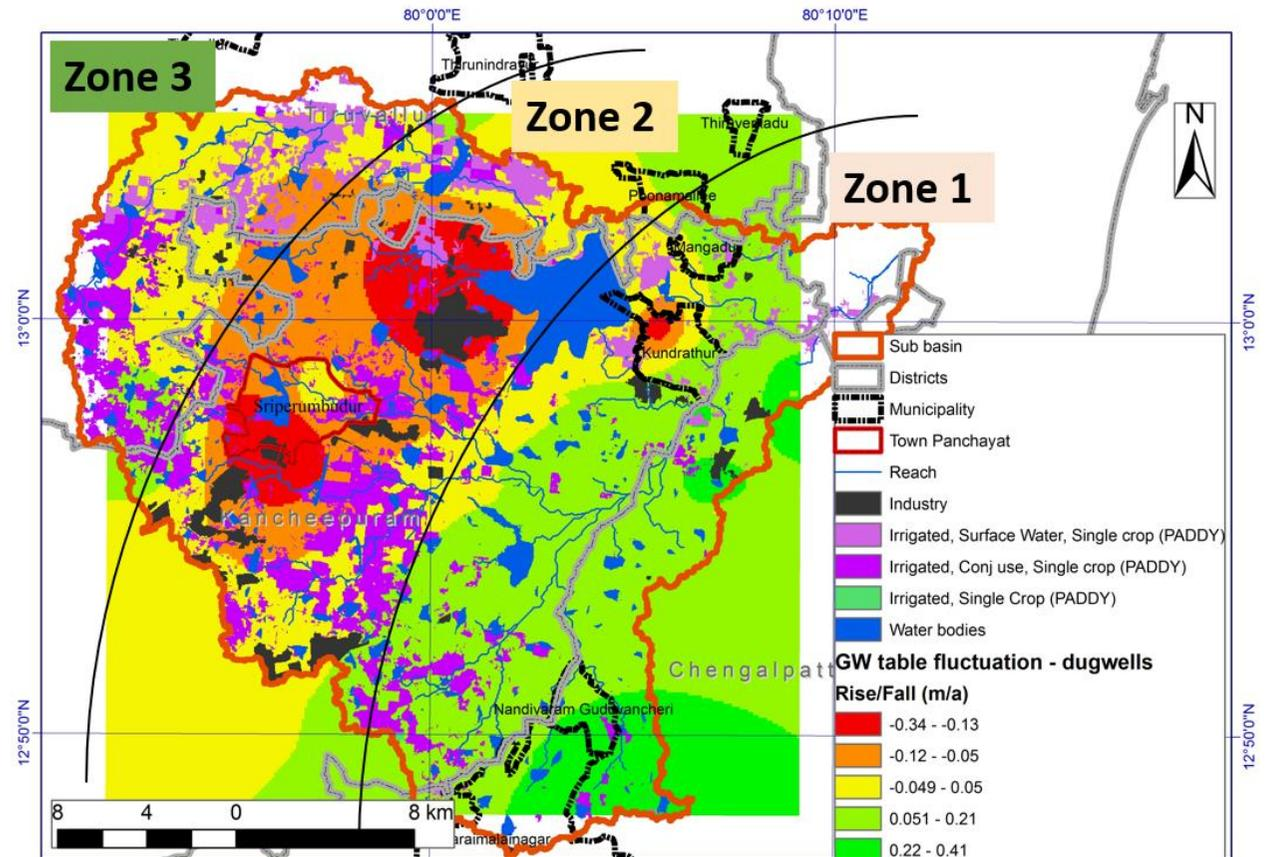 80°0'0"E
80°10'0"E
Zone 3
Thirunindravur
Zone 2
Tiruvallur
Thiruverkadu
N
Poonamallee
Zone 1
Mangadu
13°0'0"N
13°0'0"N
Kundrathur
Sub basin
Districts
Sriperumbudur
Municipality
Town Panchayat
Reach
Industry
Kancheepuram
Irrigated, Surface Water, Single crop (PADDY)
Irrigated, Conj use, Single crop (PADDY)
Irrigated, Single Crop (PADDY)
Water bodies
GW table fluctuation - dugwells
Chengalpatt
Rise/Fall (m/a)
Nandivaram Guduvancheri
12°50'0"N
12°50'0"N
-0.34 - -0.13
-0.12 - -0.05
-0.049 - 0.05
8 4 0 8 km
0.051 - 0.21
araimalainagar
0.22 - 0.41